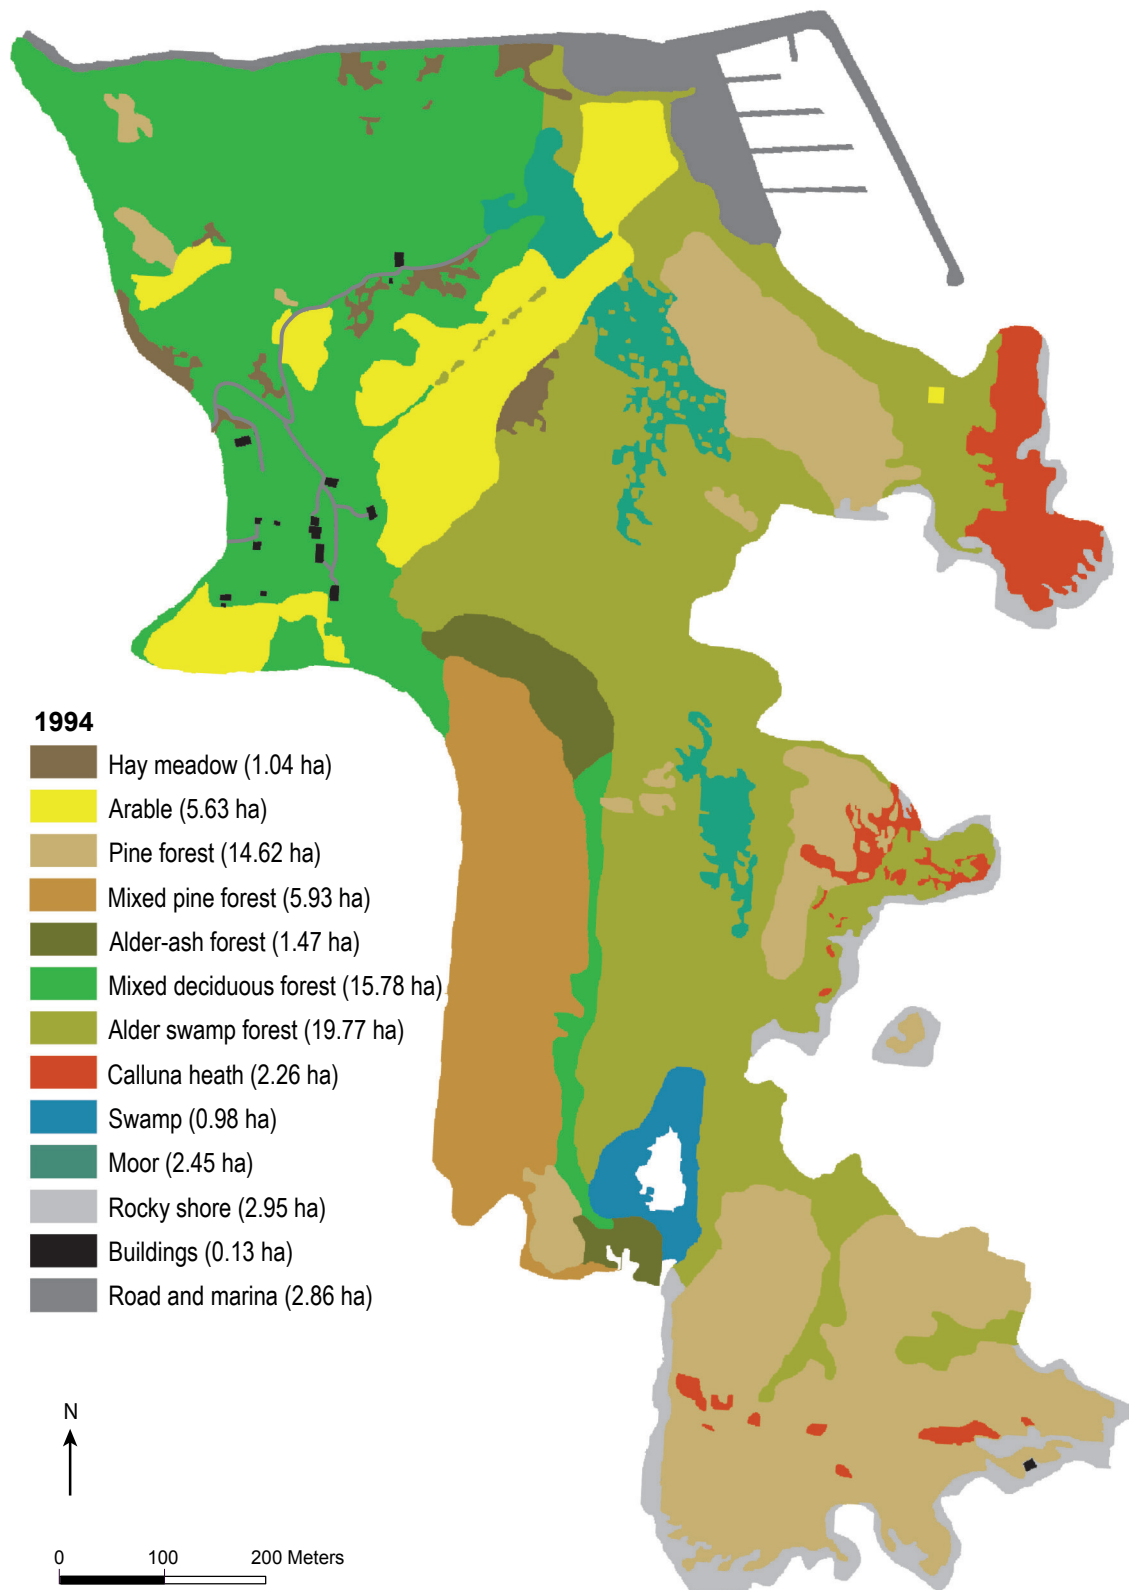 1994
Hay meadow (1.04 ha)
Arable (5.63 ha)
Pine forest (14.62 ha)
Mixed pine forest (5.93 ha)
Alder-ash forest (1.47 ha)
Mixed deciduous forest (15.78 ha)
Alder swamp forest (19.77 ha)
Calluna heath (2.26 ha)
Swamp (0.98 ha)
Moor (2.45 ha)
Rocky shore (2.95 ha)
Buildings (0.13 ha)
Road and marina (2.86 ha)
N
0 100 200 Meters